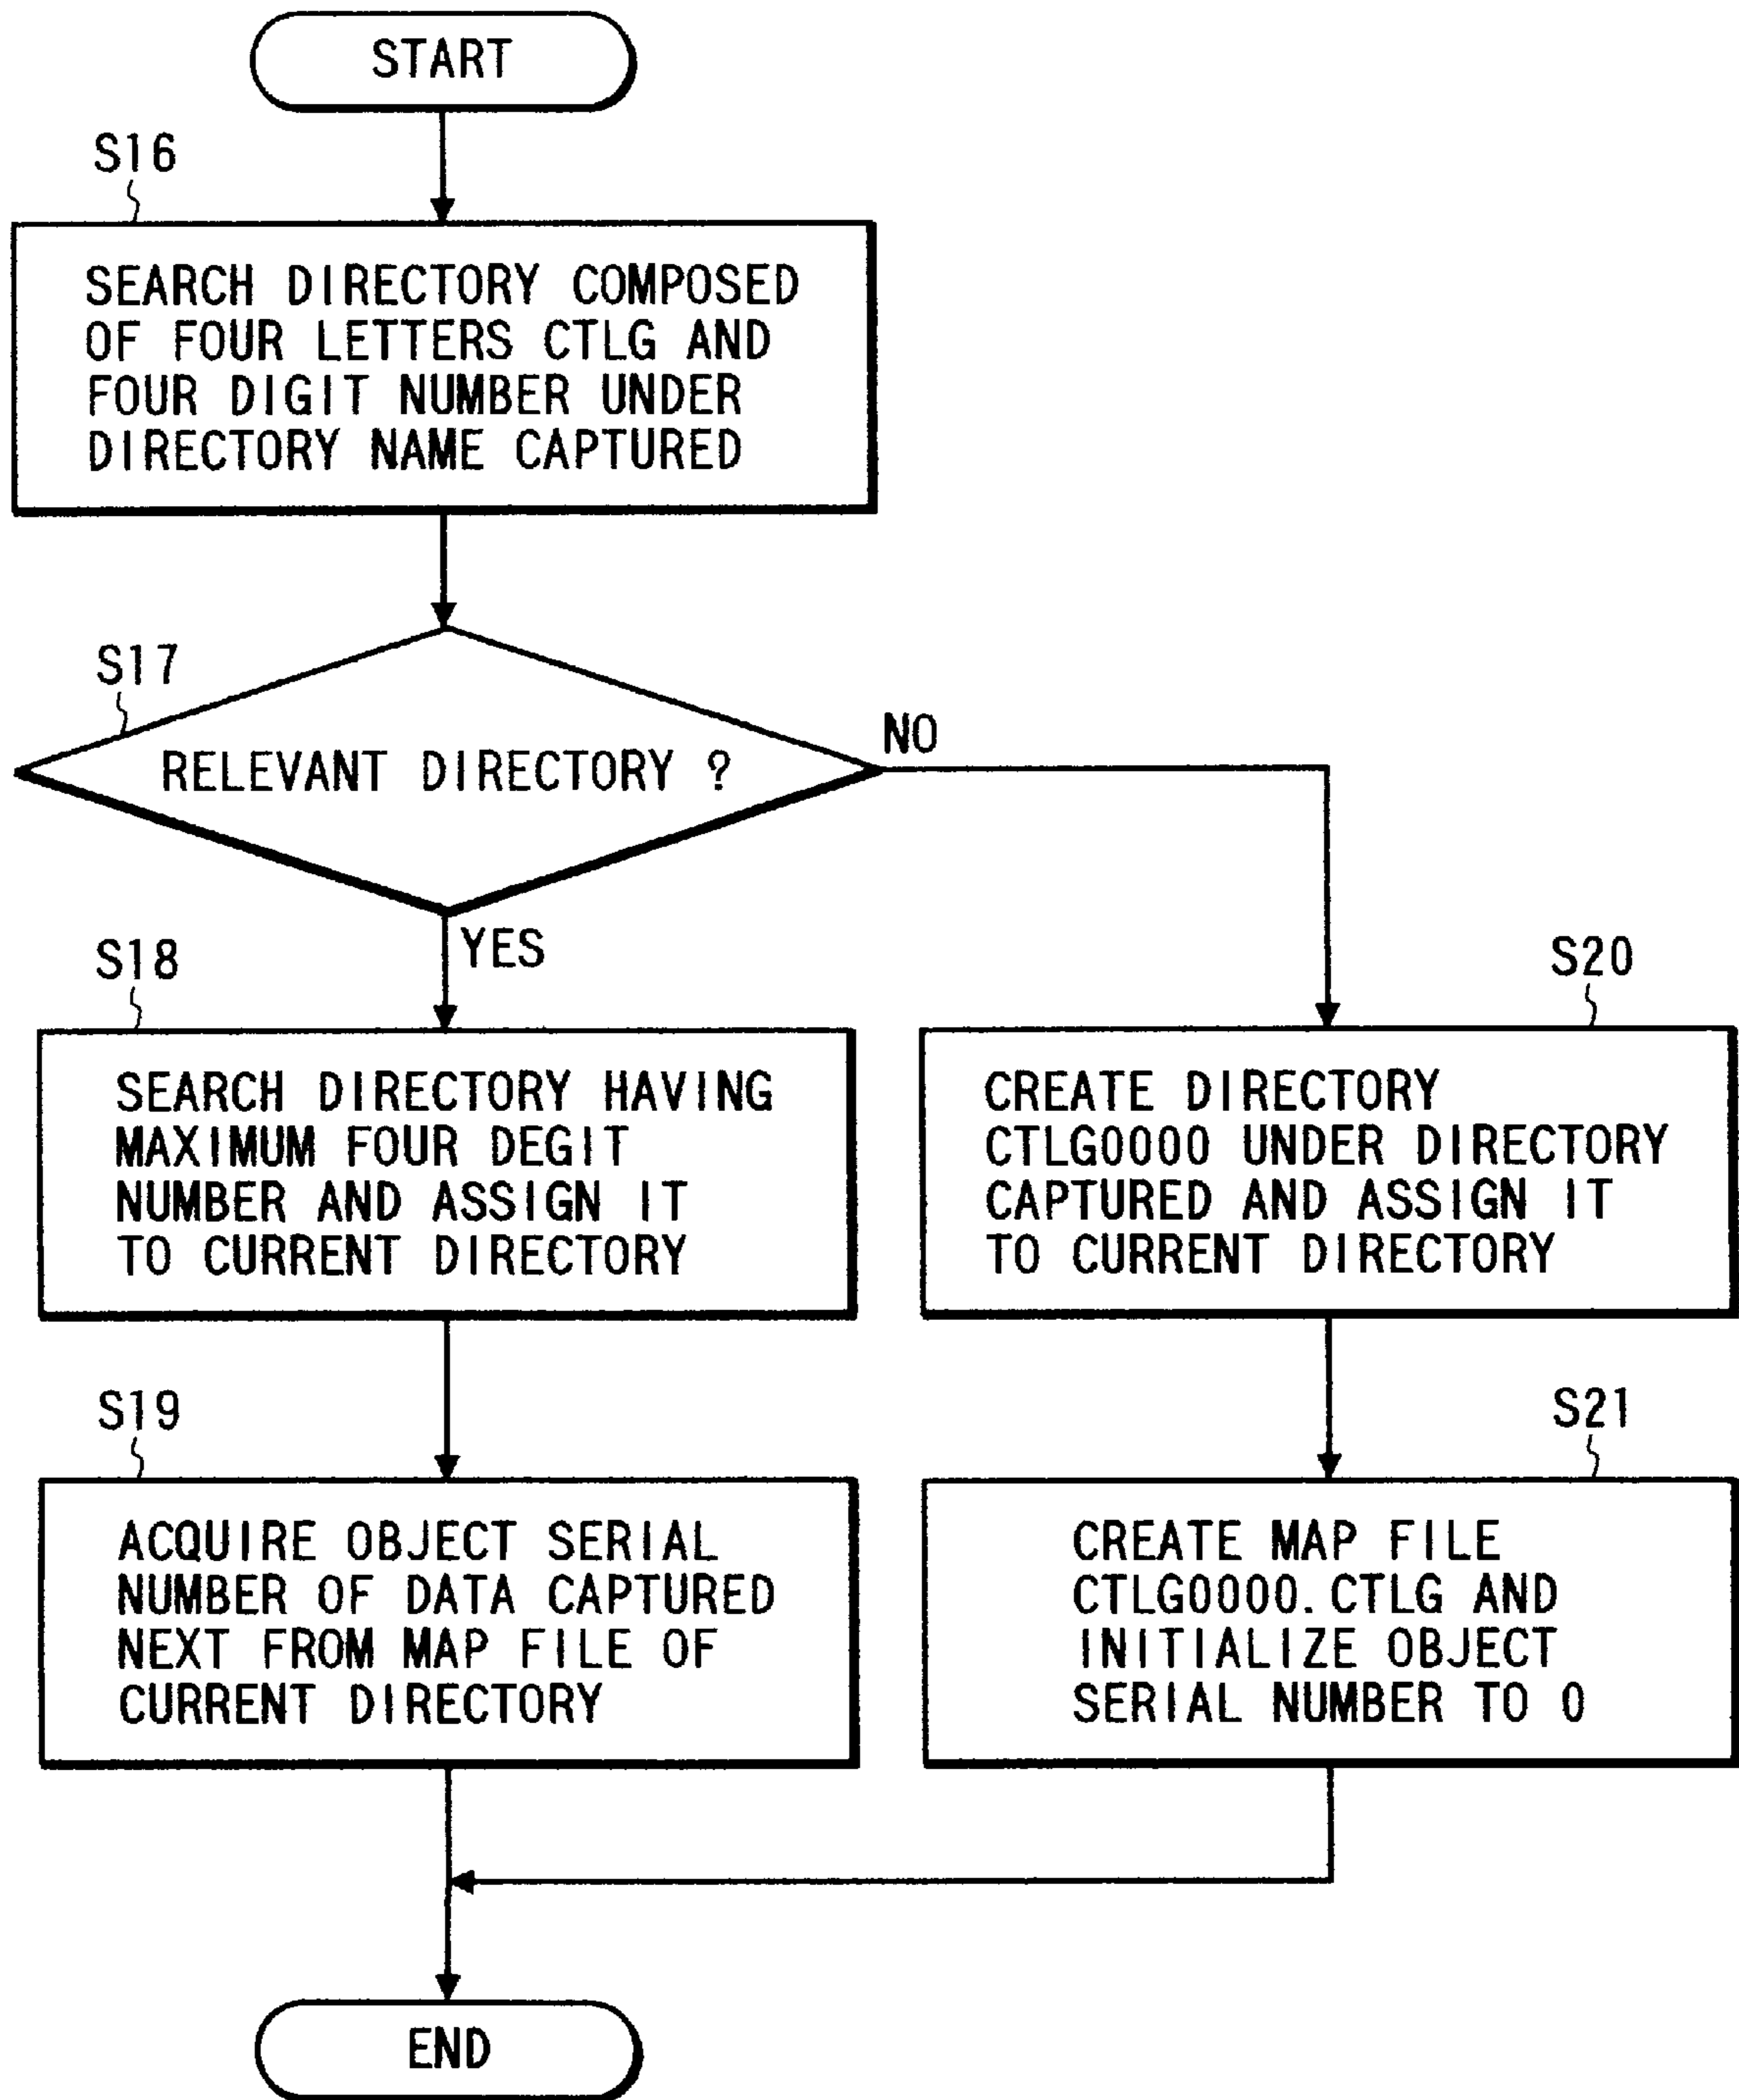 START
S16
SEARCH DIRECTORY COMPOSED
OF FOUR LETTERS CTLG AND
FOUR DIGIT NUMBER UNDER
DIRECTORY NAME CAPTURED
S17
RELEVANT DIRECTORY ?
NO
YES
S18
SEARCH DIRECTORY HAVING
MAXIMUM FOUR DEGIT
NUMBER AND ASSIGN IT
TO CURRENT DIRECTORY
S20
CREATE DIRECTORY
CTLG0000 UNDER DIRECTORY
CAPTURED AND ASSIGN IT
TO CURRENT DIRECTORY
S19
ACQUIRE OBJECT SERIAL
NUMBER OF DATA CAPTURED
NEXT FROM MAP FILE OF
CURRENT DIRECTORY
S21
CREATE MAP FILE
CTLG0000.CTLG AND
INITIALIZE OBJECT
SERIAL NUMBER TO 0
END